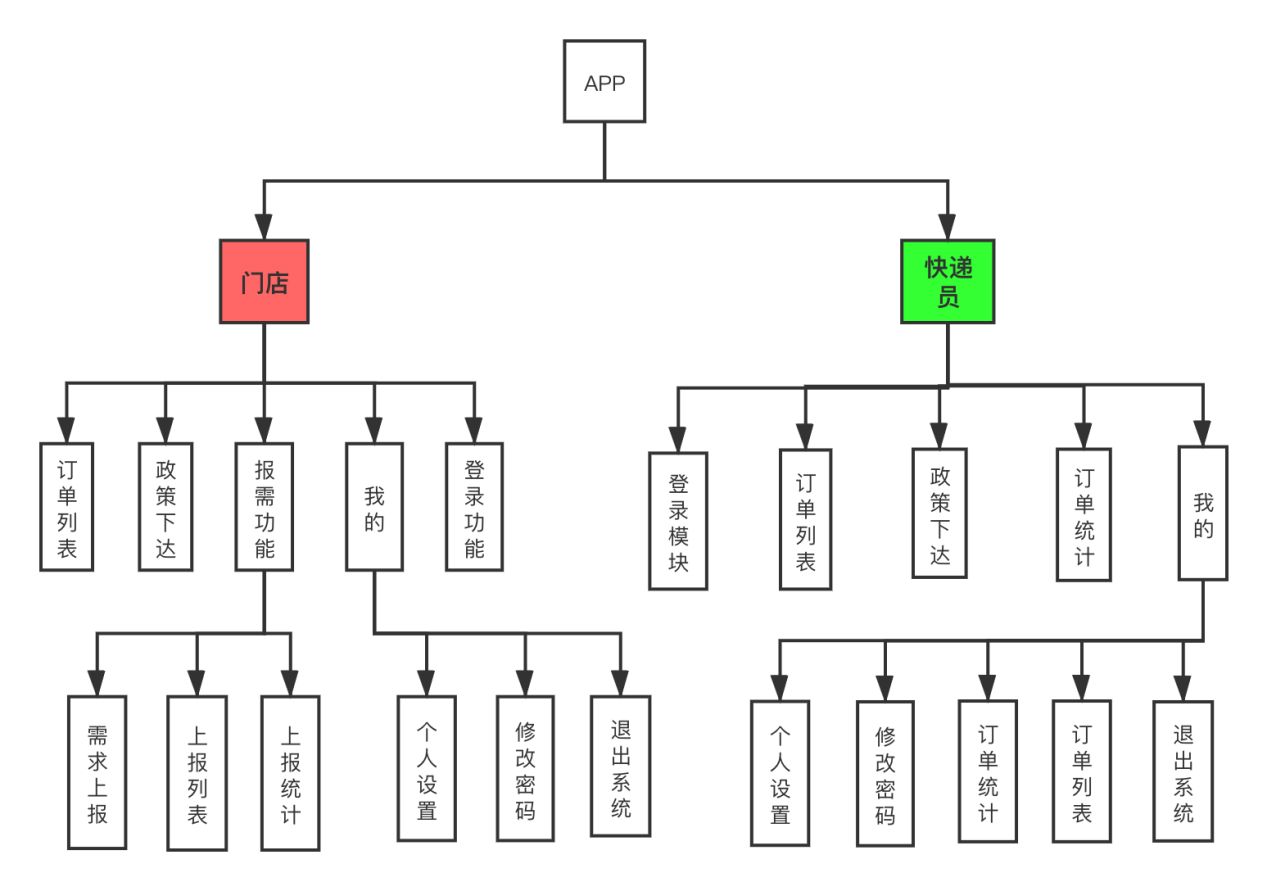 APP
门店
快递
员
订单列表
政策下达
报需功能
我的
登录功能
登录模块
订单列表
政策下达
订单统计
我的
需求上报
上报列表
上报统计
个人设置
修改密码
退出系统
个人设置
修改密码
订单统计
订单列表
退出系统